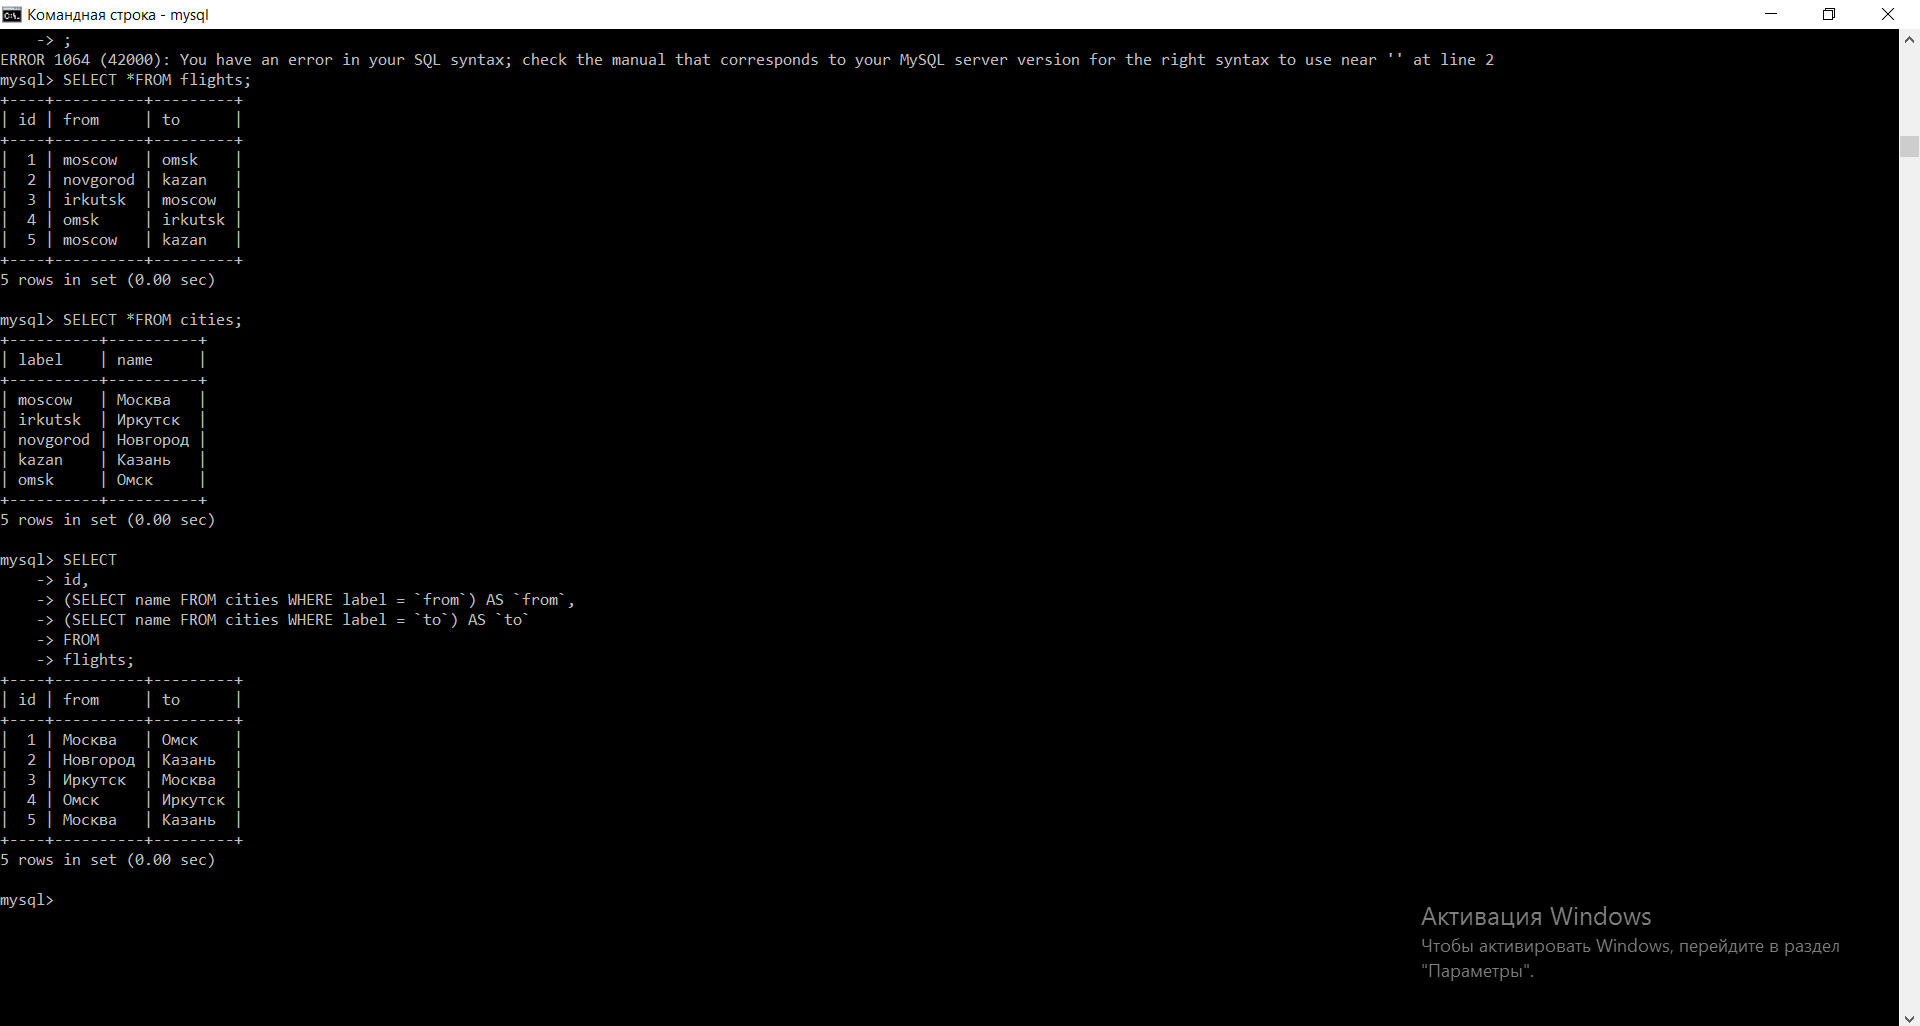 Командная строка - mysql
    -> ;
ERROR 1064 (42000): You have an error in your SQL syntax; check the manual that corresponds to your MySQL server version for the right syntax to use near '' at line 2
mysql> SELECT *FROM flights;
+----+----------+---------+
| id | from     | to      |
+----+----------+---------+
|  1 | moscow   | omsk    |
|  2 | novgorod | kazan   |
|  3 | irkutsk  | moscow  |
|  4 | omsk     | irkutsk |
|  5 | moscow   | kazan   |
+----+----------+---------+
5 rows in set (0.00 sec)
mysql> SELECT *FROM cities;
+----------+----------+
| label    | name     |
+----------+----------+
| moscow   | Москва   |
| irkutsk  | Иркутск  |
| novgorod | Новгород |
| kazan    | Казань   |
| omsk     | Омск     |
+----------+----------+
5 rows in set (0.00 sec)
mysql> SELECT
    -> id,
    -> (SELECT name FROM cities WHERE label = `from`) AS `from`,
    -> (SELECT name FROM cities WHERE label = `to`) AS `to`
    -> FROM
    -> flights;
+----+----------+---------+
| id | from     | to      |
+----+----------+---------+
|  1 | Москва   | Омск    |
|  2 | Новгород | Казань  |
|  3 | Иркутск  | Москва  |
|  4 | Омск     | Иркутск |
|  5 | Москва   | Казань  |
+----+----------+---------+
5 rows in set (0.00 sec)
mysql>
Активация Windows
Чтобы активировать Windows, перейдите в раздел
"Параметры".